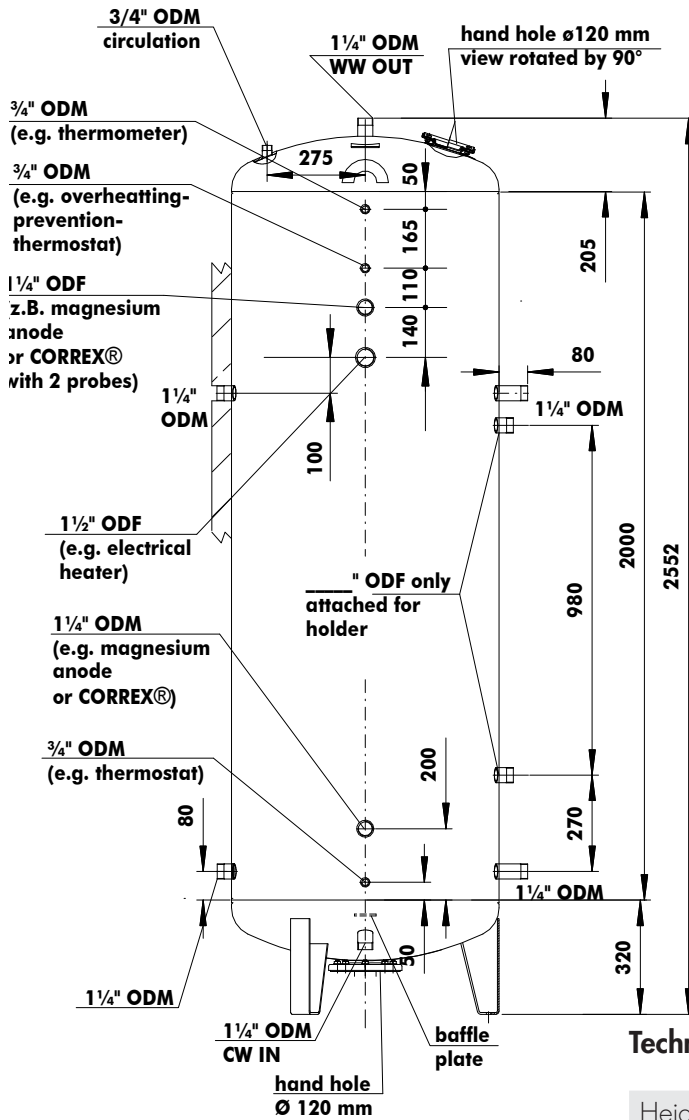 3/4" ODM
circulation
1¼" ODM
WW OUT
hand hole ø120 mm
view rotated by 90°
¾" ODM
(e.g. thermometer)
275
50
¾" ODM
(e.g. overheatting-
prevention-
thermostat)
165
205
110
1¼" ODF
z.B. magnesium
anode
or CORREX®
with 2 probes)
140
80
1¼"
ODM
1¼" ODM
100
2000
2552
1½" ODF
(e.g. electrical
heater)
____" ODF only
attached for
holder
980
1¼" ODM
(e.g. magnesium
anode
or CORREX®)
¾" ODM
(e.g. thermostat)
200
80
270
1¼" ODM
50
320
1¼" ODM
1¼" ODM
CW IN
baffle
plate
hand hole
Ø 120 mm
Techn
Heig